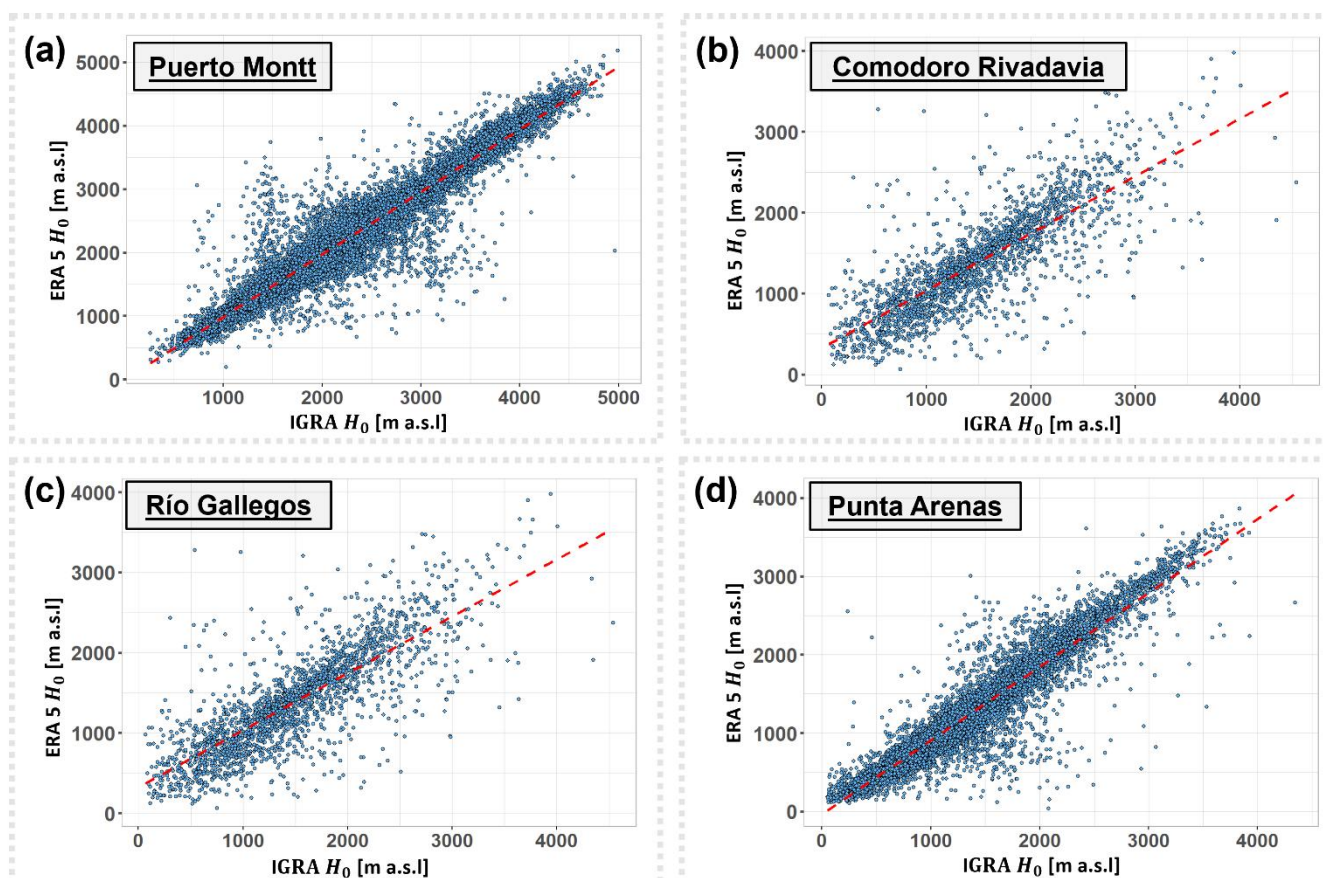 (a)
Puerto Montt
5000
4000
3000
2000
1000
0
ERA 5 H₀ [m a.s.l]
1000 2000 3000 4000 5000
IGRA H₀ [m a.s.l]
(b)
Comodoro Rivadavia
4000
3000
2000
1000
0
ERA 5 H₀ [m a.s.l]
0 1000 2000 3000 4000
IGRA H₀ [m a.s.l]
(c)
Río Gallegos
4000
3000
2000
1000
0
ERA 5 H₀ [m a.s.l]
0 1000 2000 3000 4000
IGRA H₀ [m a.s.l]
(d)
Punta Arenas
4000
3000
2000
1000
0
ERA 5 H₀ [m a.s.l]
0 1000 2000 3000 4000
IGRA H₀ [m a.s.l]